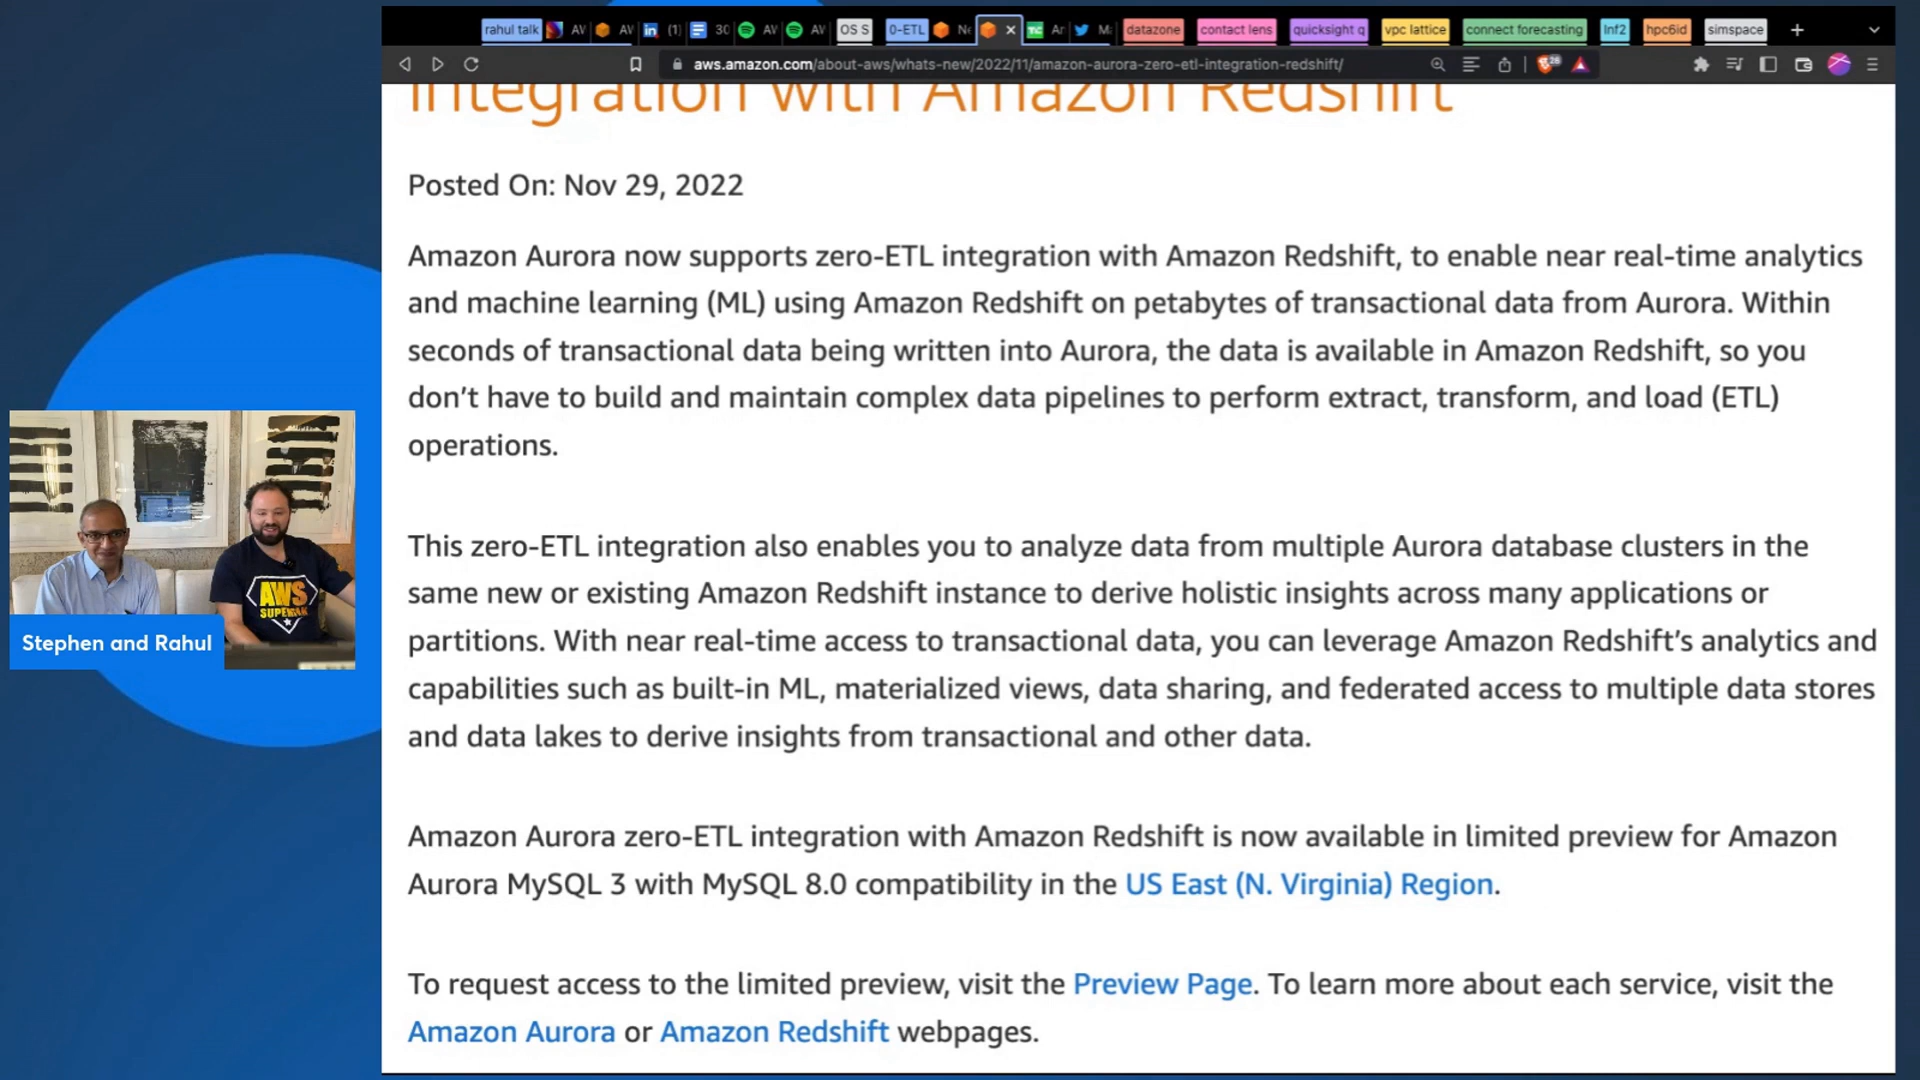 rahul talk
AV
AV
(1)
30
AV
AV
OS S
0-ETL
Ne
Ar
M
datazone
contact lens
quicksight q
vpc lattice
connect forecasting
Inf2
hpc6id
simspace
aws.amazon.com/about-aws/whats-new/2022/11/amazon-aurora-zero-etl-integration-redshift/
28
integration with Amazon Redshift
Posted On: Nov 29, 2022
Amazon Aurora now supports zero-ETL integration with Amazon Redshift, to enable near real-time analytics
and machine learning (ML) using Amazon Redshift on petabytes of transactional data from Aurora. Within
seconds of transactional data being written into Aurora, the data is available in Amazon Redshift, so you
don’t have to build and maintain complex data pipelines to perform extract, transform, and load (ETL)
operations.
This zero-ETL integration also enables you to analyze data from multiple Aurora database clusters in the
same new or existing Amazon Redshift instance to derive holistic insights across many applications or
partitions. With near real-time access to transactional data, you can leverage Amazon Redshift’s analytics and
capabilities such as built-in ML, materialized views, data sharing, and federated access to multiple data stores
and data lakes to derive insights from transactional and other data.
Amazon Aurora zero-ETL integration with Amazon Redshift is now available in limited preview for Amazon
Aurora MySQL 3 with MySQL 8.0 compatibility in the US East (N. Virginia) Region.
To request access to the limited preview, visit the Preview Page. To learn more about each service, visit the
Amazon Aurora or Amazon Redshift webpages.
AWS
Stephen and Rahul